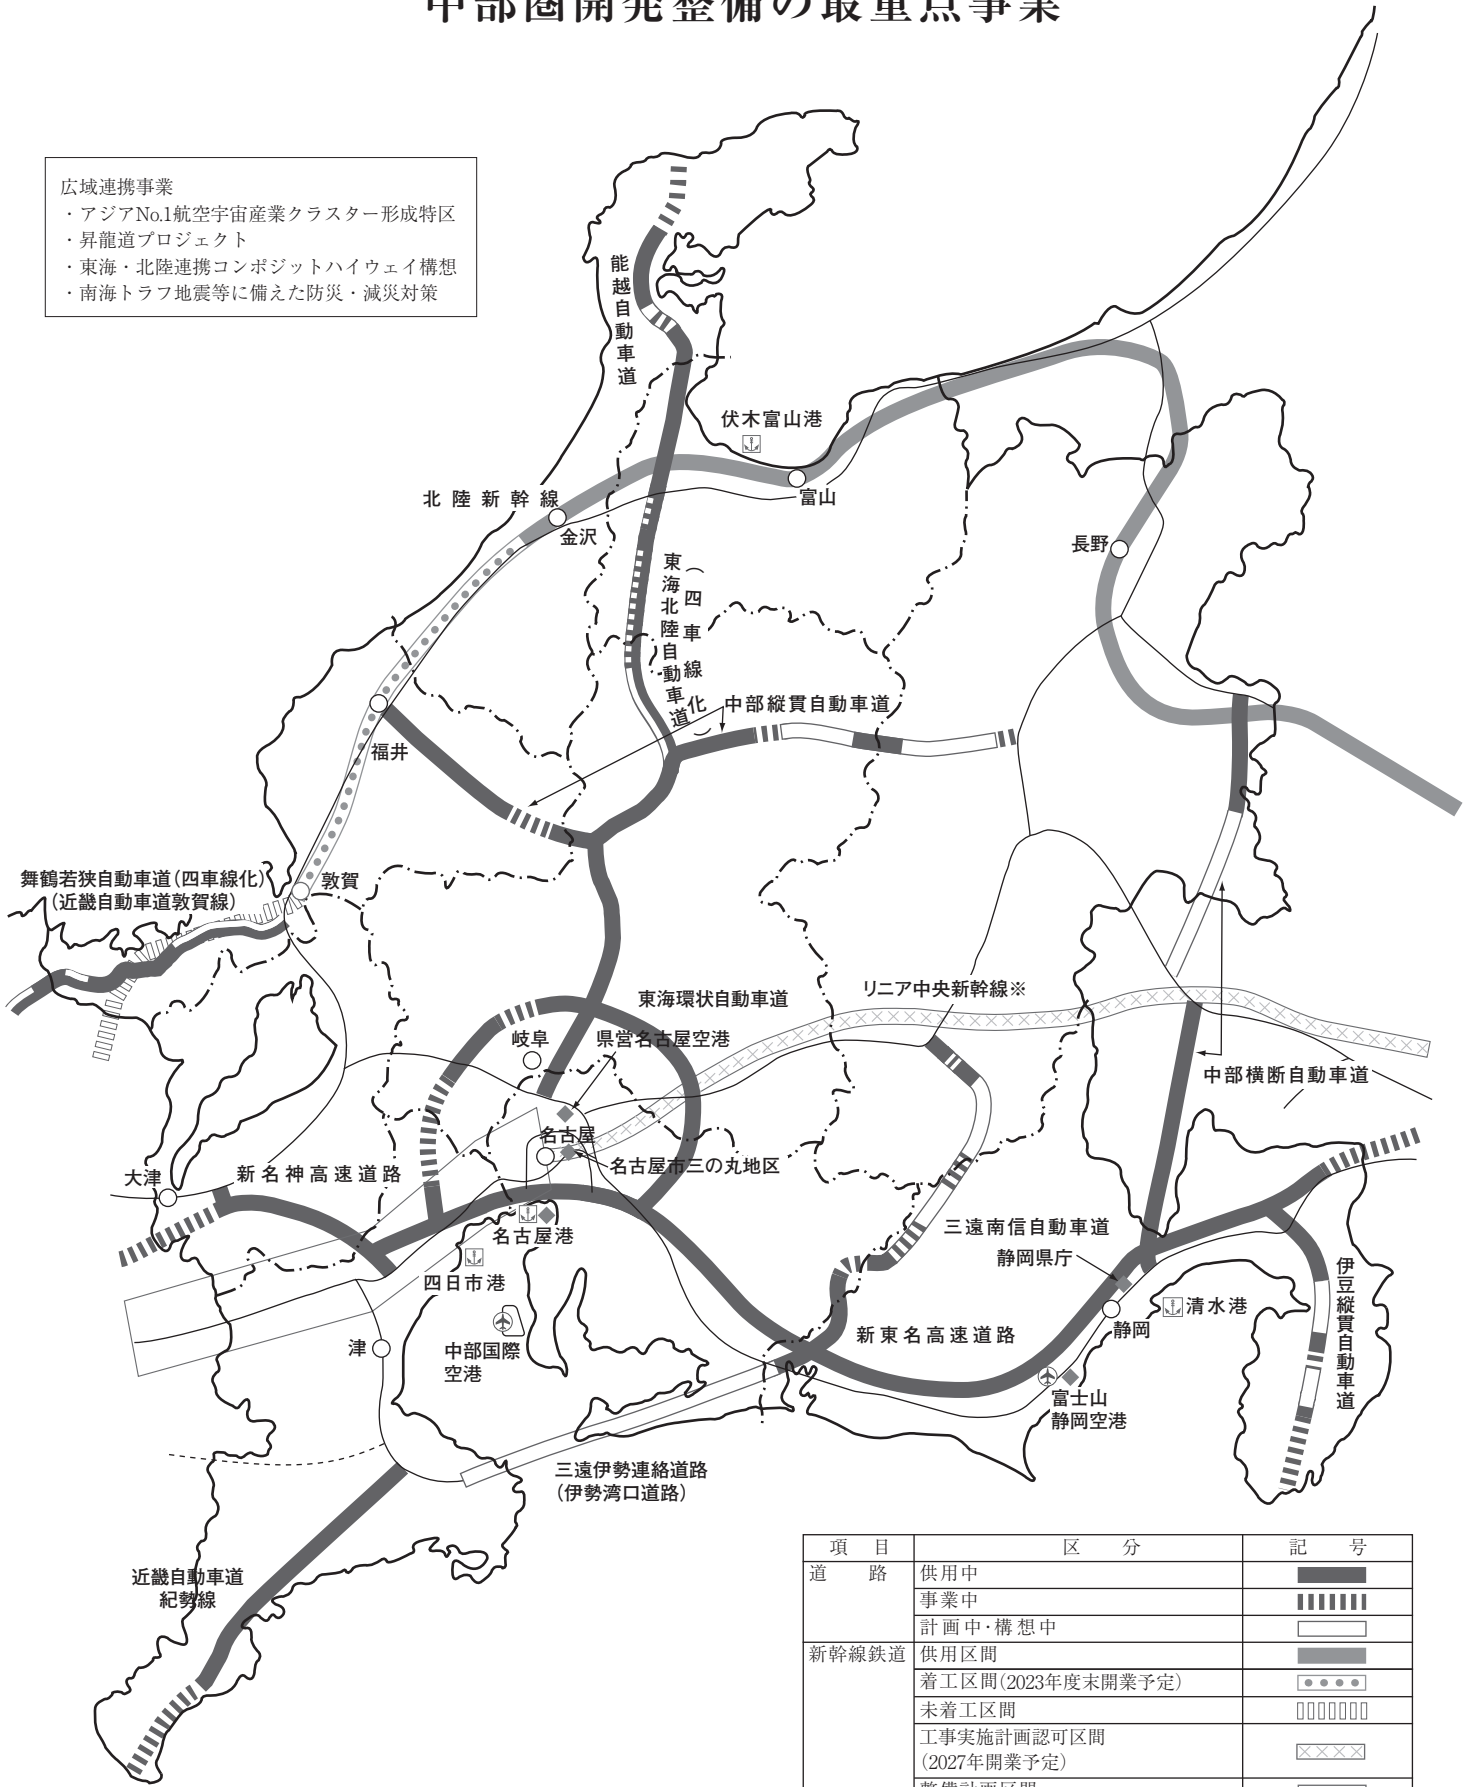 中部圏開発整備の最重点事業
広域連携事業
・アジアNo.1航空宇宙産業クラスター形成特区
・昇龍道プロジェクト
・東海・北陸連携コンポジットハイウェイ構想
・南海トラフ地震等に備えた防災・減災対策
能越自動車道
伏木富山港
富山
北陸新幹線
金沢
長野
東海北陸自動車道
（四車線化）
中部縦貫自動車道
福井
舞鶴若狭自動車道(四車線化)
(近畿自動車道敦賀線)
敦賀
東海環状自動車道
リニア中央新幹線※
岐阜
県営名古屋空港
中部横断自動車道
名古屋
名古屋市三の丸地区
大津
新名神高速道路
名古屋港
三遠南信自動車道
静岡県庁
四日市港
清水港
伊豆縦貫自動車道
静岡
新東名高速道路
津
中部国際
空港
富士山
静岡空港
三遠伊勢連絡道路
(伊勢湾口道路)
近畿自動車道
紀勢線
項 目 区 分 記 号
道 路 供用中
事業中
計画中・構想中
新幹線鉄道 供用区間
着工区間(2023年度末開業予定)
未着工区間
工事実施計画認可区間
(2027年開業予定)
整備計画区間